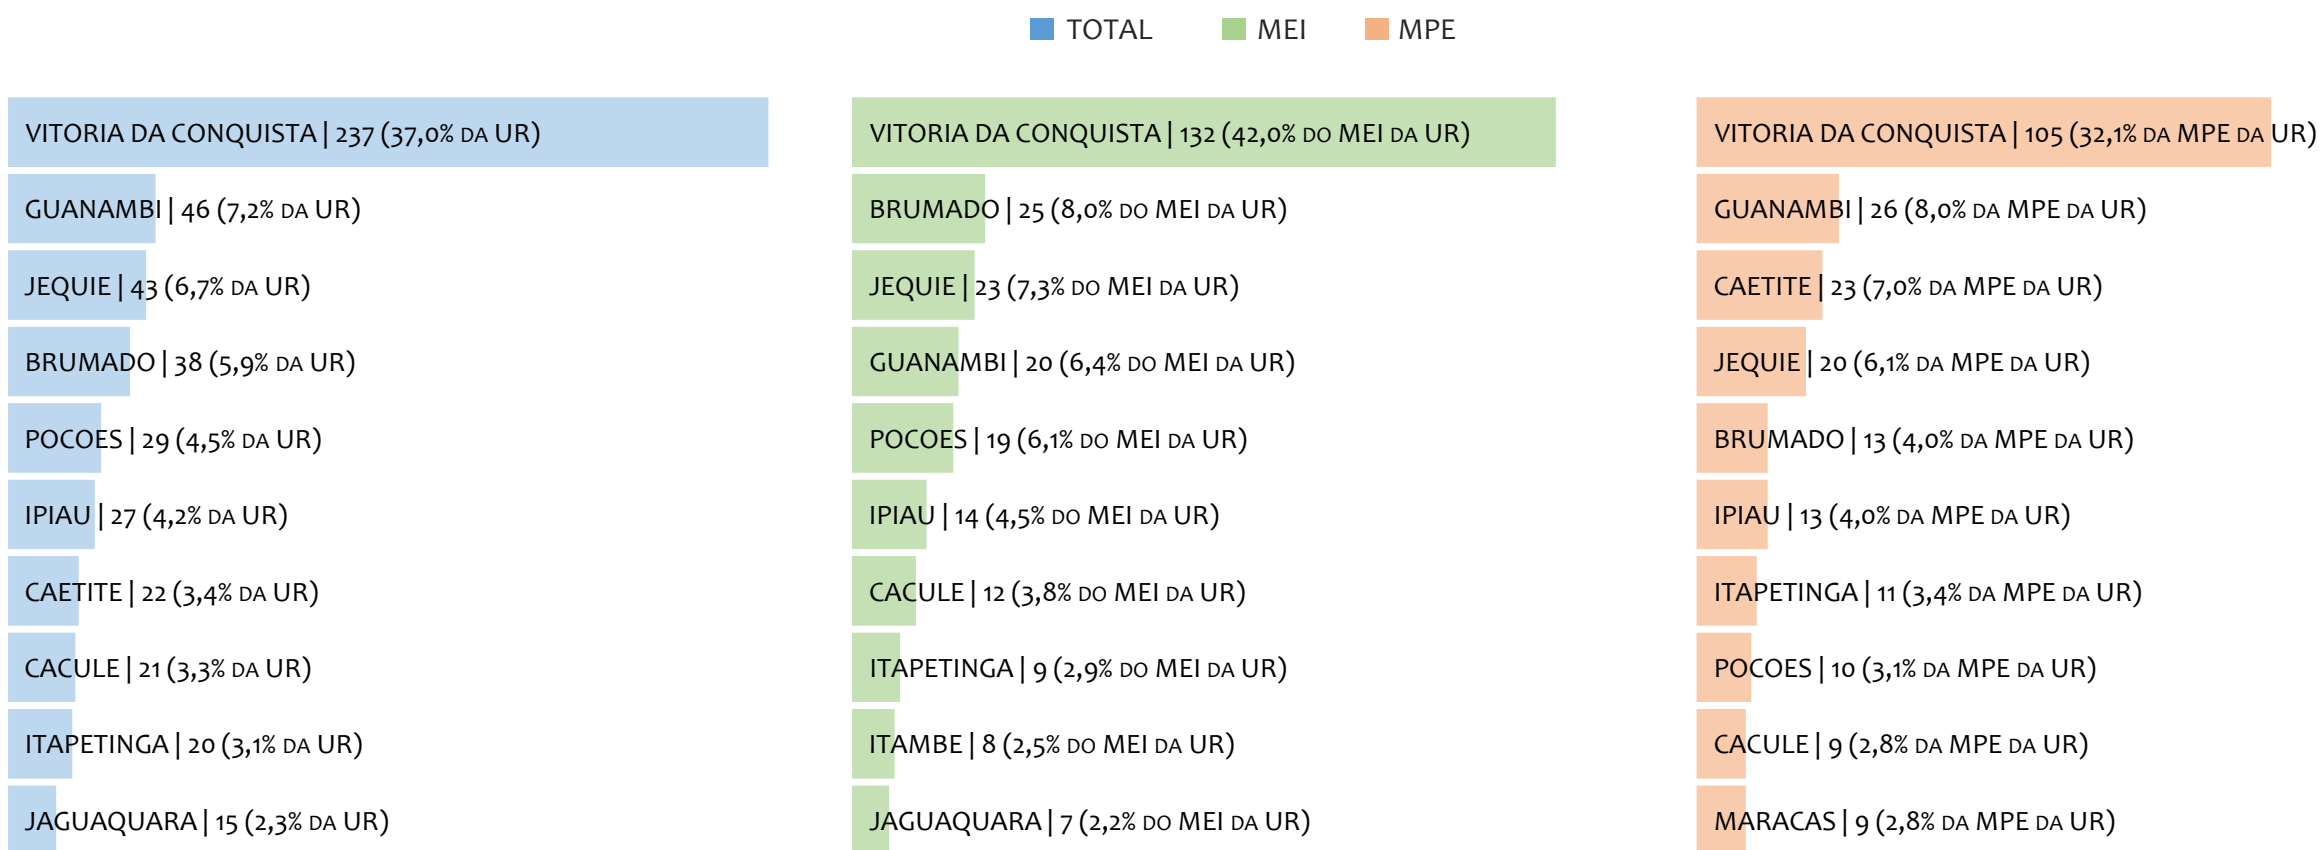 TOTAL MEI MPE
VITORIA DA CONQUISTA | 237 (37,0% DA UR)
GUANAMBI | 46 (7,2% DA UR)
JEQUIE | 43 (6,7% DA UR)
BRUMADO | 38 (5,9% DA UR)
POCOES | 29 (4,5% DA UR)
IPIAU | 27 (4,2% DA UR)
CAETITE | 22 (3,4% DA UR)
CACULE | 21 (3,3% DA UR)
ITAPETINGA | 20 (3,1% DA UR)
JAGUAQUARA | 15 (2,3% DA UR)
VITORIA DA CONQUISTA | 132 (42,0% DO MEI DA UR)
BRUMADO | 25 (8,0% DO MEI DA UR)
JEQUIE | 23 (7,3% DO MEI DA UR)
GUANAMBI | 20 (6,4% DO MEI DA UR)
POCOES | 19 (6,1% DO MEI DA UR)
IPIAU | 14 (4,5% DO MEI DA UR)
CACULE | 12 (3,8% DO MEI DA UR)
ITAPETINGA | 9 (2,9% DO MEI DA UR)
ITAMBE | 8 (2,5% DO MEI DA UR)
JAGUAQUARA | 7 (2,2% DO MEI DA UR)
VITORIA DA CONQUISTA | 105 (32,1% DA MPE DA UR)
GUANAMBI | 26 (8,0% DA MPE DA UR)
CAETITE | 23 (7,0% DA MPE DA UR)
JEQUIE | 20 (6,1% DA MPE DA UR)
BRUMADO | 13 (4,0% DA MPE DA UR)
IPIAU | 13 (4,0% DA MPE DA UR)
ITAPETINGA | 11 (3,4% DA MPE DA UR)
POCOES | 10 (3,1% DA MPE DA UR)
CACULE | 9 (2,8% DA MPE DA UR)
MARACAS | 9 (2,8% DA MPE DA UR)